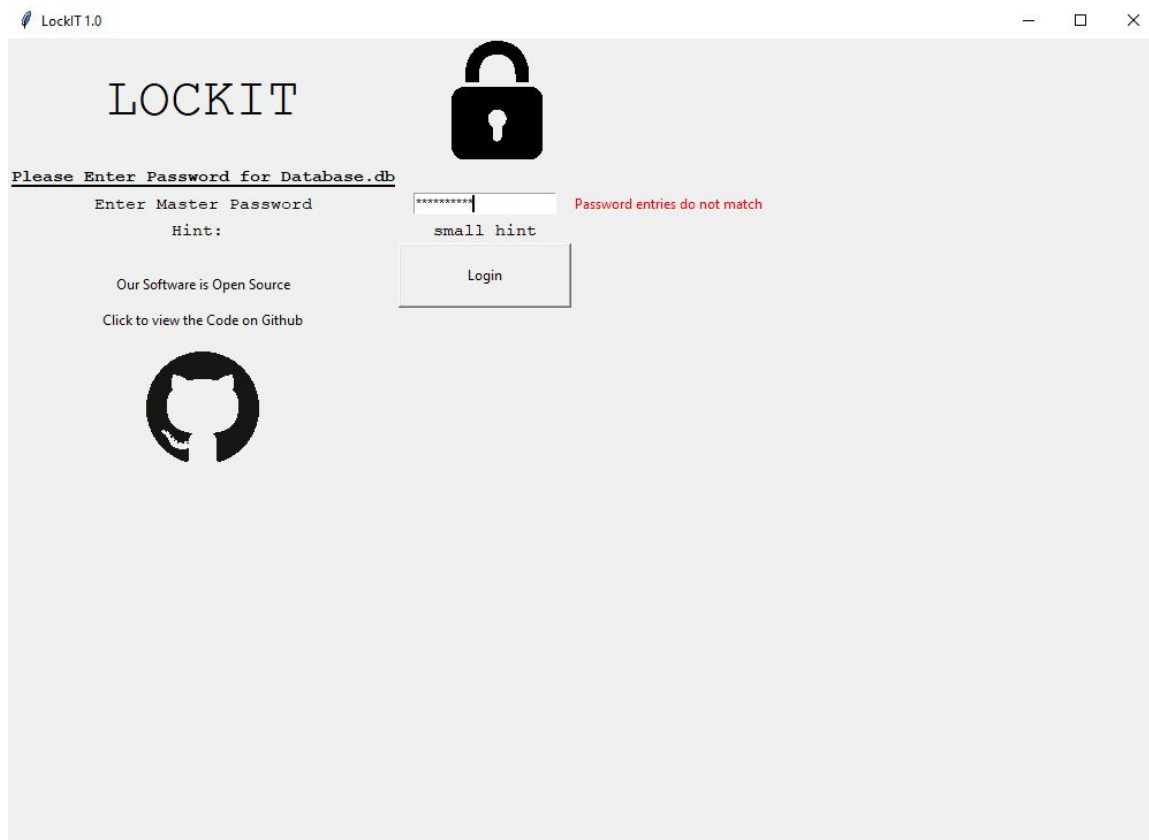 LockIT 1.0
LOCKIT
Please Enter Password for Database.db
Enter Master Password ********** Password entries do not match
Hint: small hint
Login
Our Software is Open Source
Click to view the Code on Github